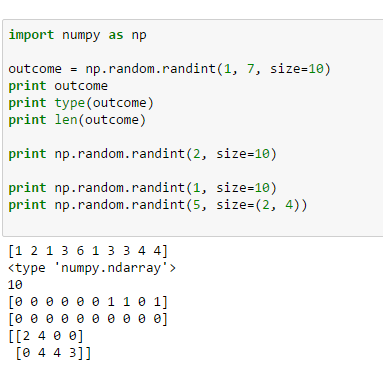 import numpy as np
outcome = np.random.randint(1, 7, size=10)
print outcome
print type(outcome)
print len(outcome)
print np.random.randint(2, size=10)
print np.random.randint(1, size=10)
print np.random.randint(5, size=(2, 4))
[1 2 1 3 6 1 3 3 4 4]
<type 'numpy.ndarray'>
10
[0 0 0 0 0 0 1 1 0 1]
[0 0 0 0 0 0 0 0 0 0]
[[2 4 0 0]
 [0 4 4 3]]